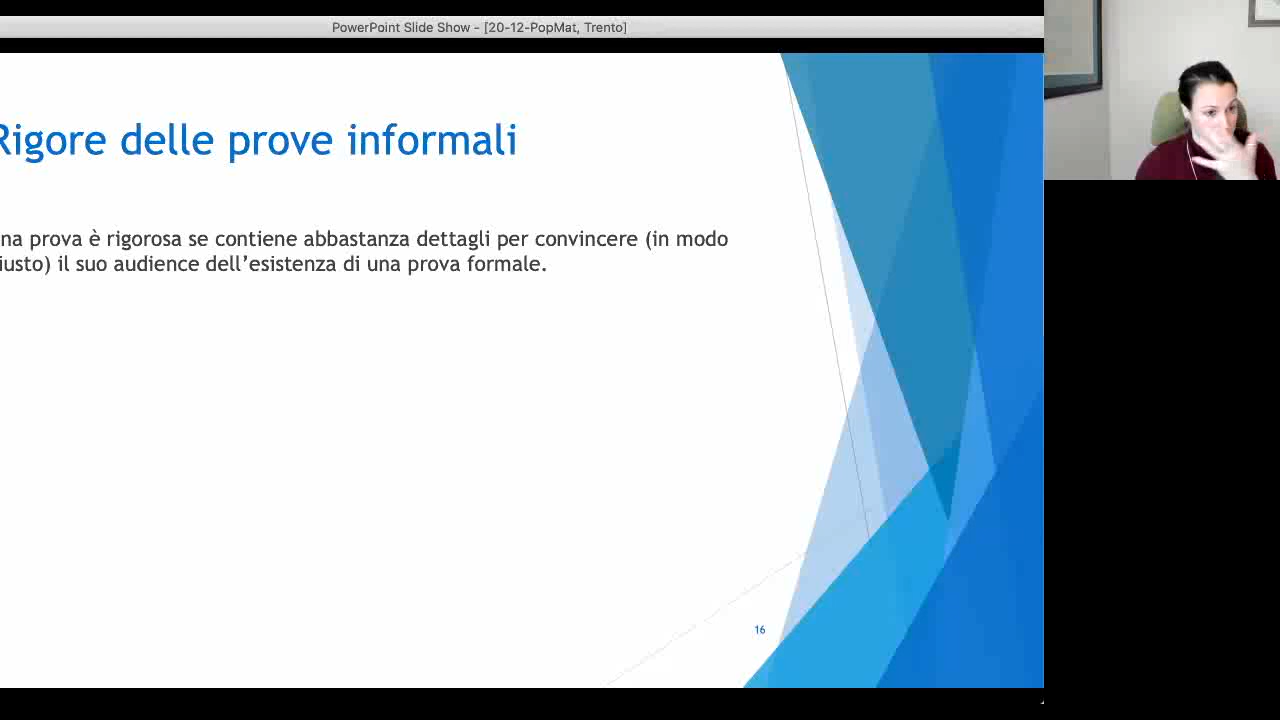 PowerPoint Slide Show - [20-12-PopMat, Trento]
Rigore delle prove informali
na prova è rigorosa se contiene abbastanza dettagli per convincere (in modo
iusto) il suo audience dell’esistenza di una prova formale.
16